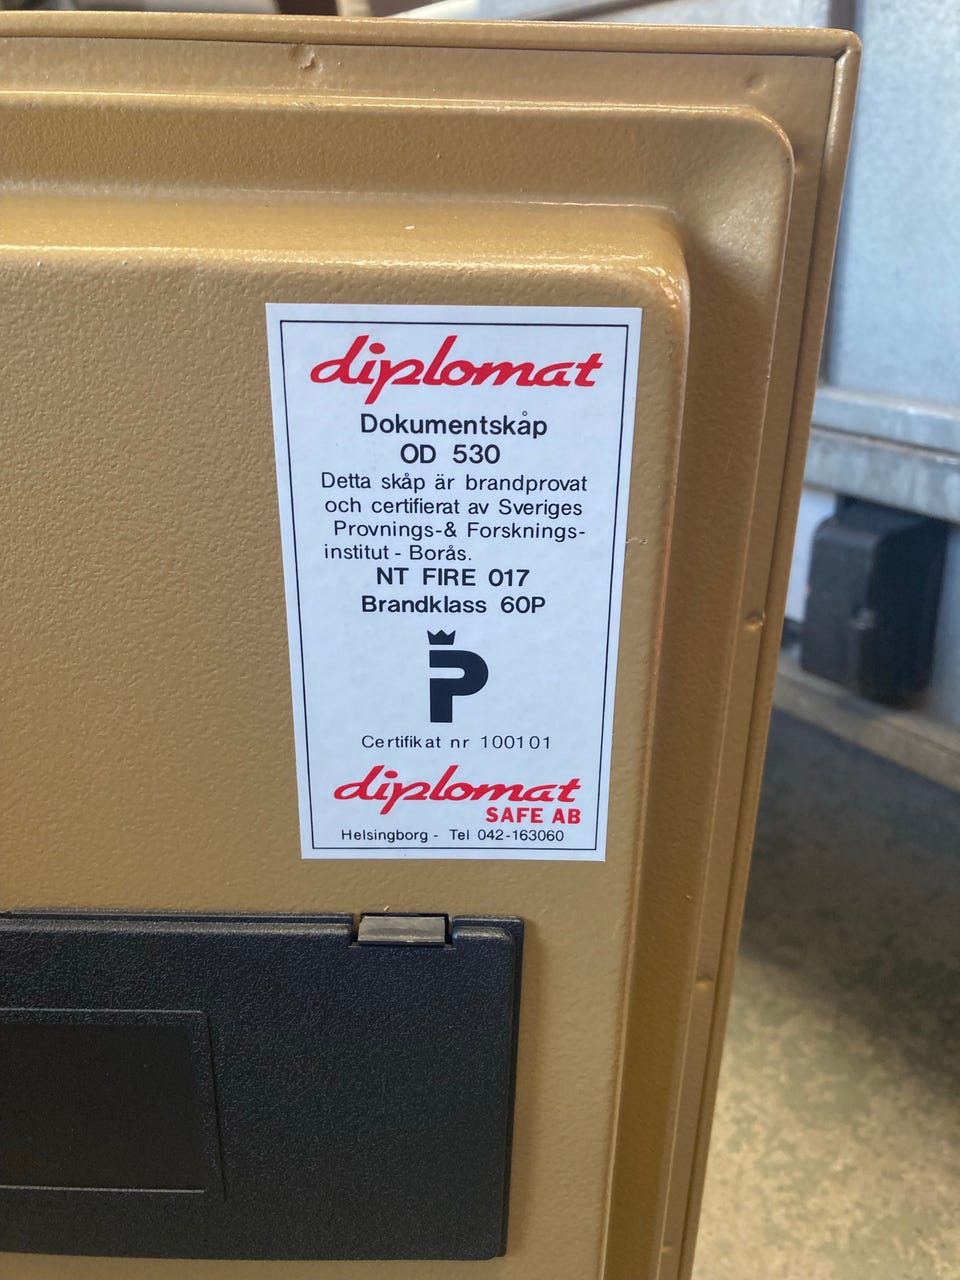 diplomat
Dokumentskåp
OD 530
Detta skåp är brandprovat
och certifierat av Sveriges
Provnings-& Forsknings-
institut - Borås.
NT FIRE 017
Brandklass 60P
P
Certifikat nr 100101
diplomat
SAFE AB
Helsingborg - Tel 042-163060